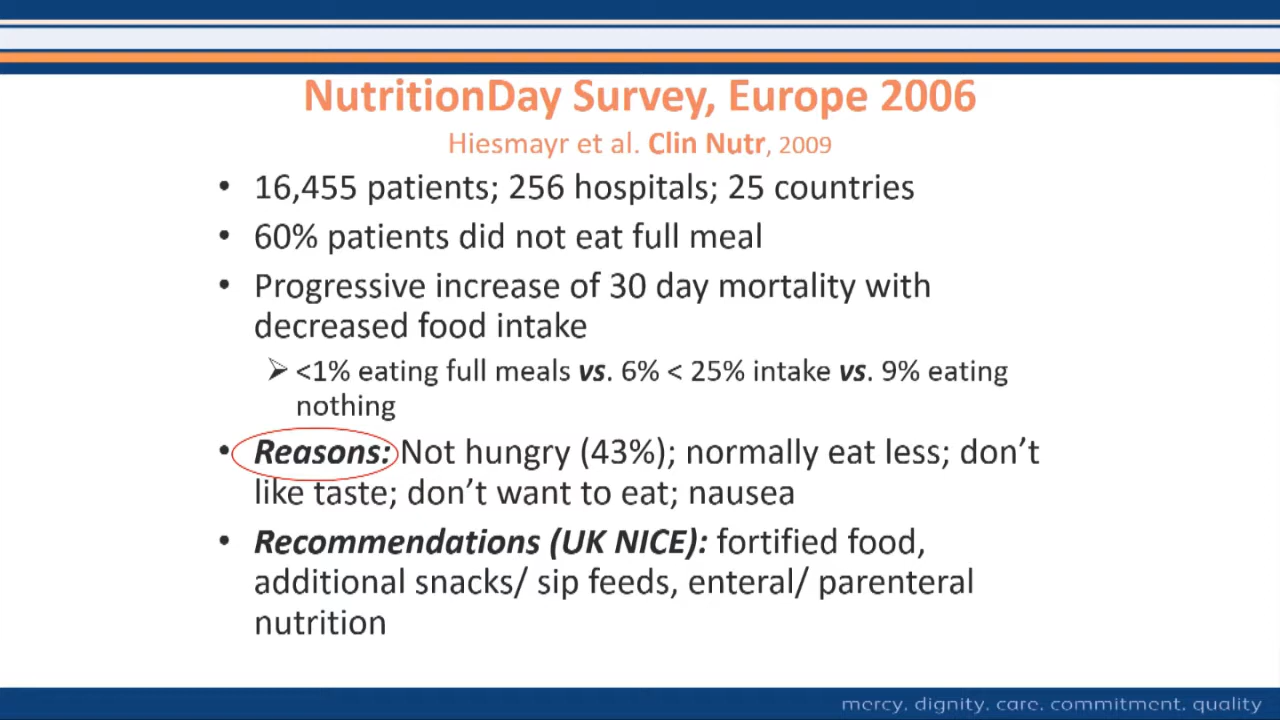 NutritionDay Survey, Europe 2006
Hiesmayr et al. Clin Nutr, 2009
• 16,455 patients; 256 hospitals; 25 countries
• 60% patients did not eat full meal
• Progressive increase of 30 day mortality with
decreased food intake
➢ <1% eating full meals vs. 6% < 25% intake vs. 9% eating
nothing
• Reasons: Not hungry (43%); normally eat less; don’t
like taste; don’t want to eat; nausea
• Recommendations (UK NICE): fortified food,
additional snacks/ sip feeds, enteral/ parenteral
nutrition
mercy, dignity, care, commitment, quality